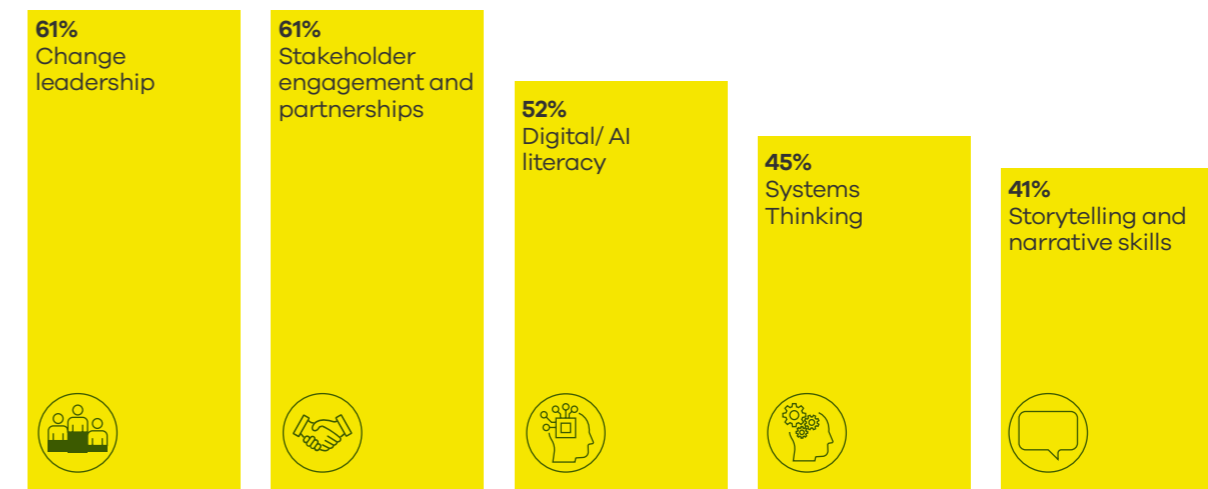 61%
Change
leadership
61%
Stakeholder
engagement and
partnerships
52%
Digital/ AI
literacy
45%
Systems
Thinking
41%
Storytelling and
narrative skills